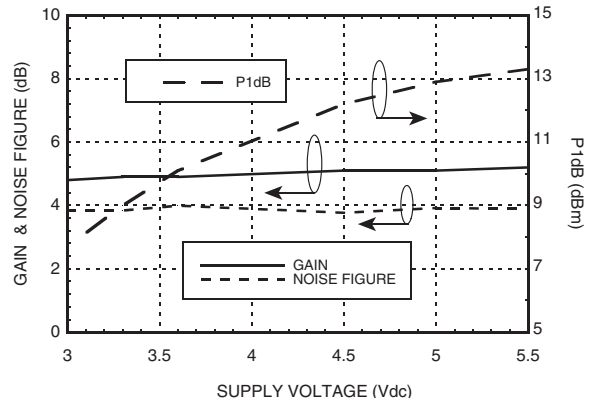 GAIN & NOISE FIGURE (dB)
10
8
6
4
2
0
P1dB
GAIN
NOISE FIGURE
15
13
11
9
7
5
P1dB (dBm)
3 3.5 4 4.5 5 5.5
SUPPLY VOLTAGE (Vdc)